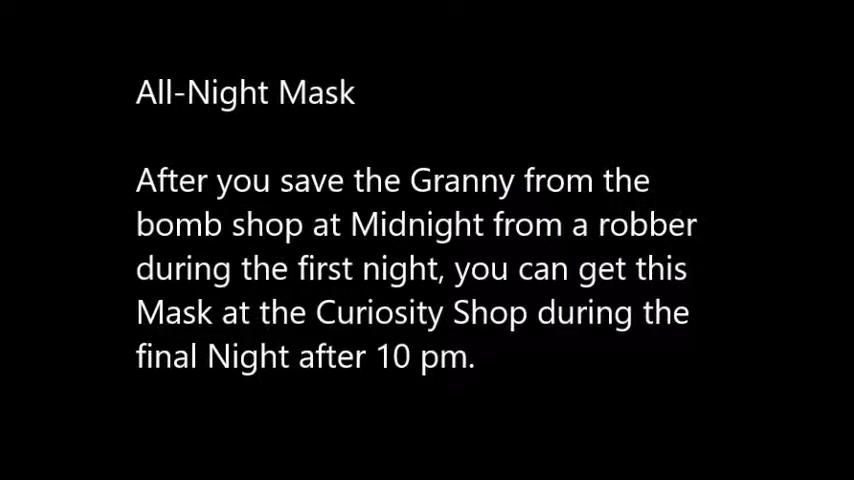 All-Night Mask
After you save the Granny from the
bomb shop at Midnight from a robber
during the first night, you can get this
Mask at the Curiosity Shop during the
final Night after 10 pm.